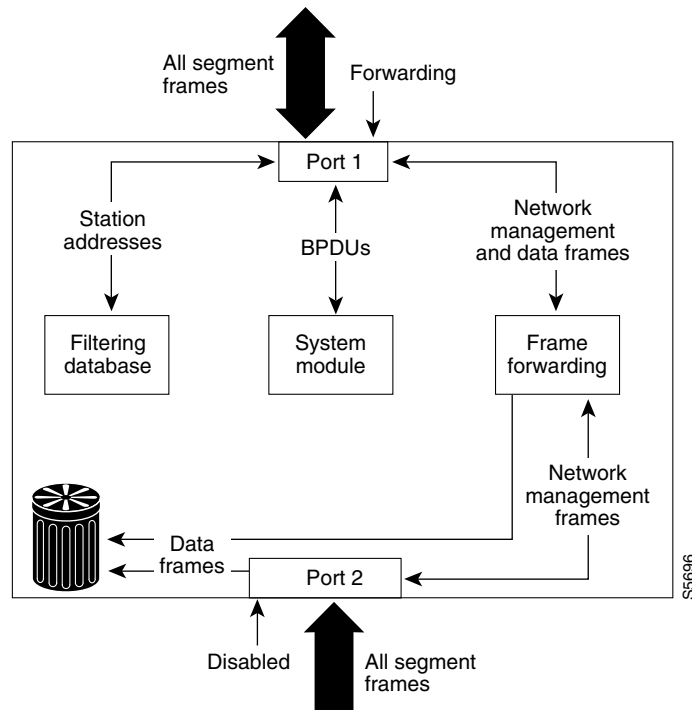 All segment
frames
Forwarding
Port 1
Station
addresses
BPDUs
Network
management
and data frames
Filtering
database
System
module
Frame
forwarding
Network
management
frames
Data
frames
Port 2
Disabled
All segment
frames
S5696